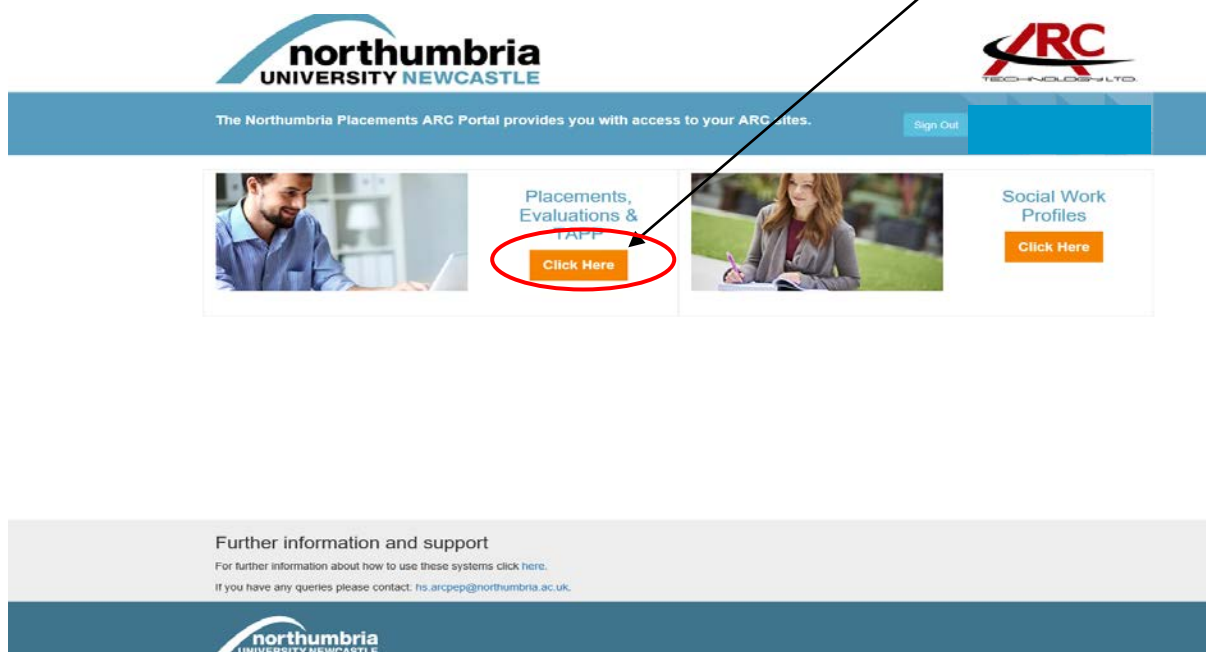 northumbria
UNIVERSITY NEWCASTLE
ARC
TECHNOLOGY LTD.
The Northumbria Placements ARC Portal provides you with access to your ARC sites.
Sign Out
Placements,
Evaluations &
TAPP
Click Here
Social Work
Profiles
Click Here
Further information and support
For further information about how to use these systems click here.
If you have any queries please contact: hs.arcpep@northumbria.ac.uk.
northumbria
UNIVERSITY NEWCASTLE